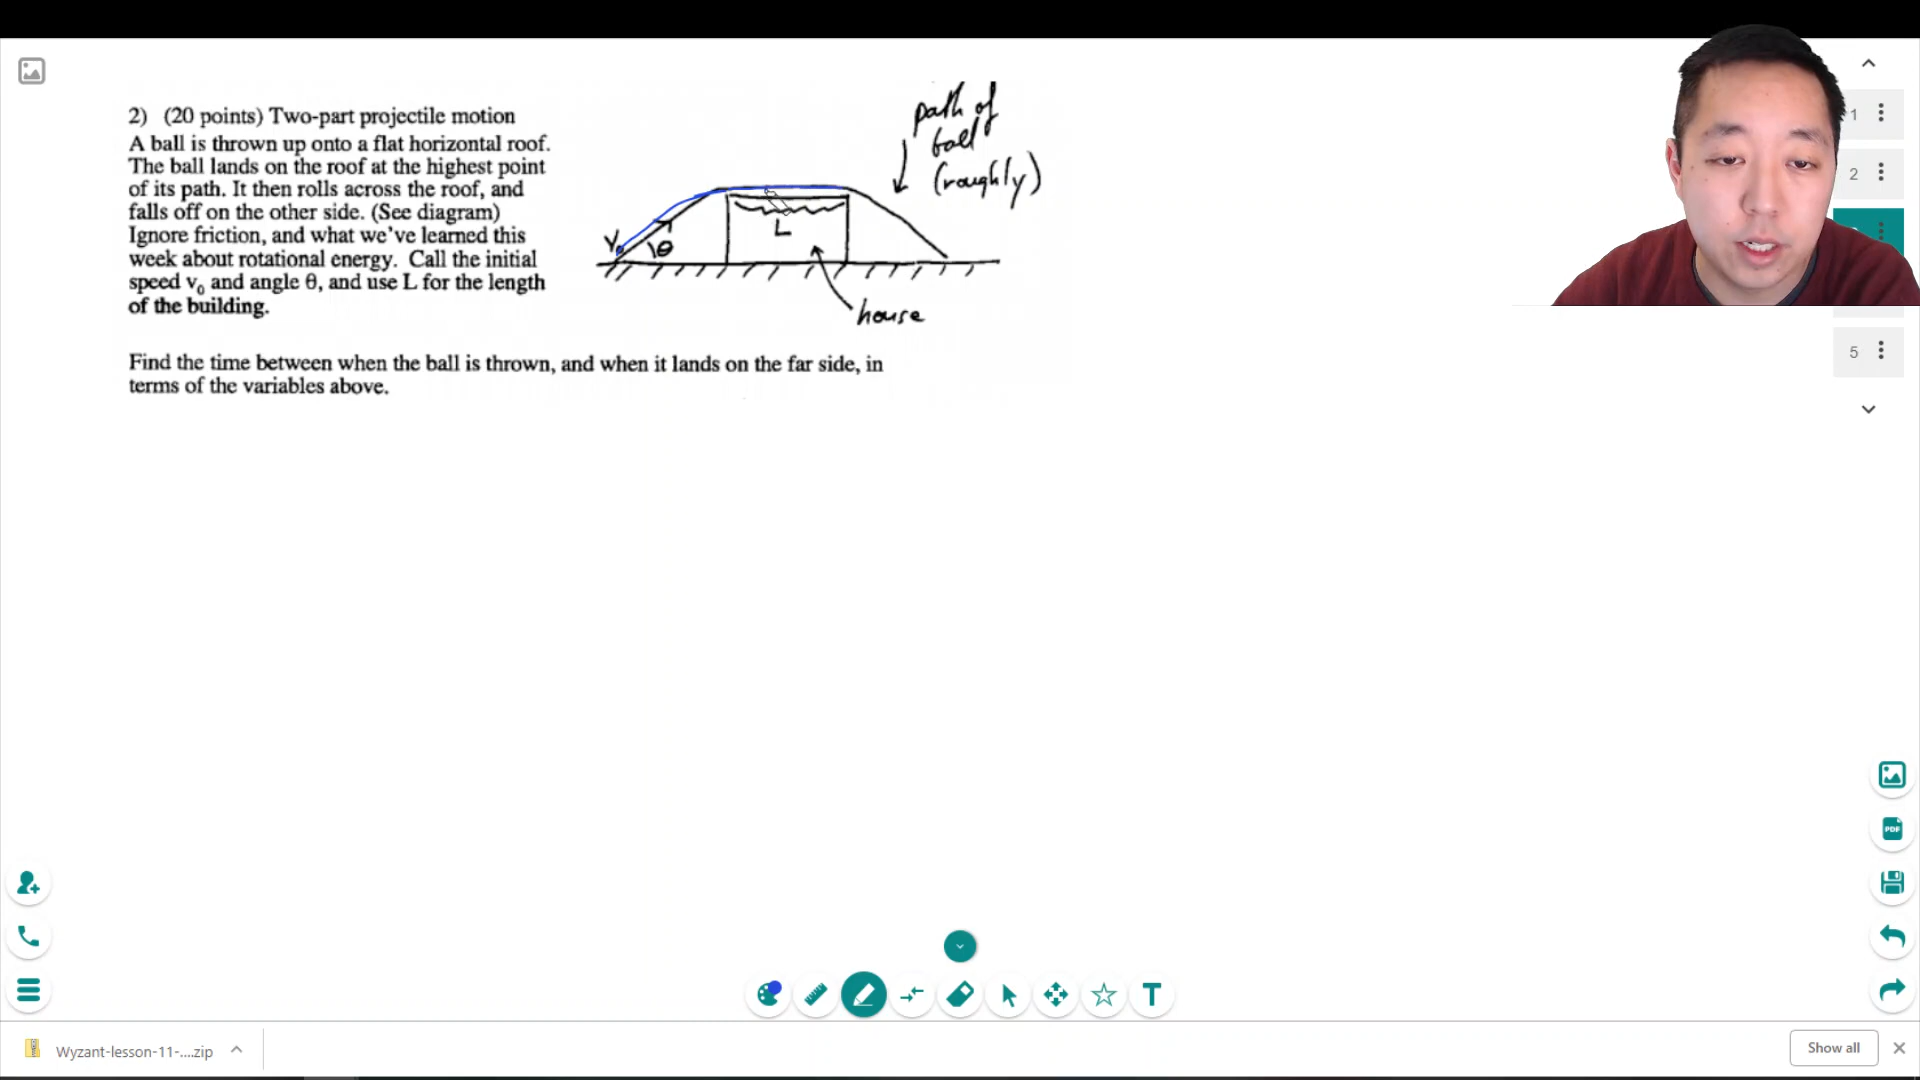 2) (20 points) Two-part projectile motion
A ball is thrown up onto a flat horizontal roof.
The ball lands on the roof at the highest point
of its path. It then rolls across the roof, and
falls off on the other side. (See diagram)
Ignore friction, and what we've learned this
week about rotational energy. Call the initial
speed v₀ and angle θ, and use L for the length
of the building.
path of
ball
(roughly)
V₀
θ
L
house
Find the time between when the ball is thrown, and when it lands on the far side, in
terms of the variables above.
1
2
5
PDF
T
Wyzant-lesson-11-....zip
Show all